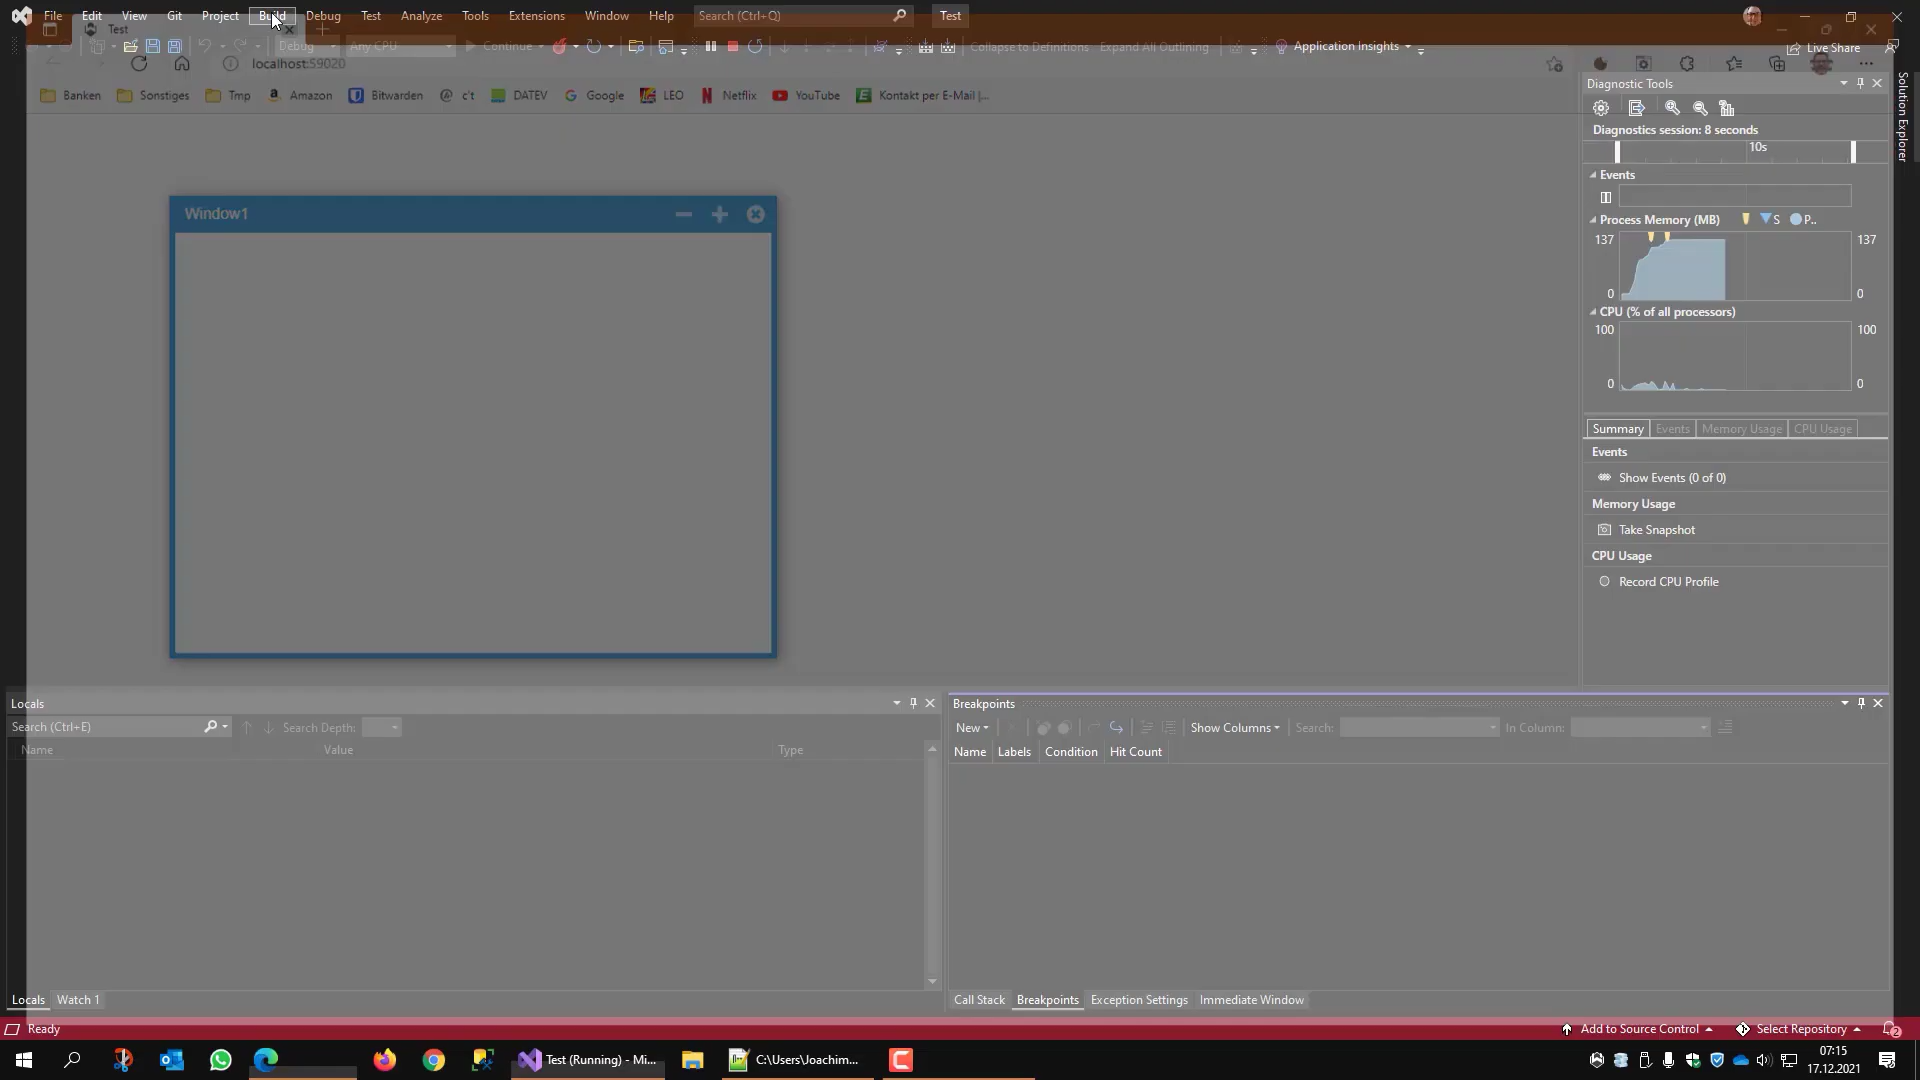 File Edit View Git Project Build Debug Test Analyze Tools Extensions Window Help Search (Ctrl+Q) Test
Test
Debug Any CPU Continue Collapse to Definitions Expand All Outlining Application Insights Live Share
localhost:59020
Banken Sonstiges Tmp Amazon Bitwarden c't DATEV Google LEO Netflix YouTube Kontakt per E-Mail |...
Diagnostic Tools
Solution Explorer
Diagnostics session: 8 seconds
10s
Events
Window1
Process Memory (MB) S P..
137 137
0 0
CPU (% of all processors)
100 100
0 0
Summary Events Memory Usage CPU Usage
Events
Show Events (0 of 0)
Memory Usage
Take Snapshot
CPU Usage
Record CPU Profile
Locals
Search (Ctrl+E) Search Depth:
Name Value Type
Breakpoints
New Show Columns Search: In Column:
Name Labels Condition Hit Count
Locals Watch 1
Call Stack Breakpoints Exception Settings Immediate Window
Ready Add to Source Control Select Repository 2
Test (Running) - Mi... C:\Users\Joachim...
07:15
17.12.2021